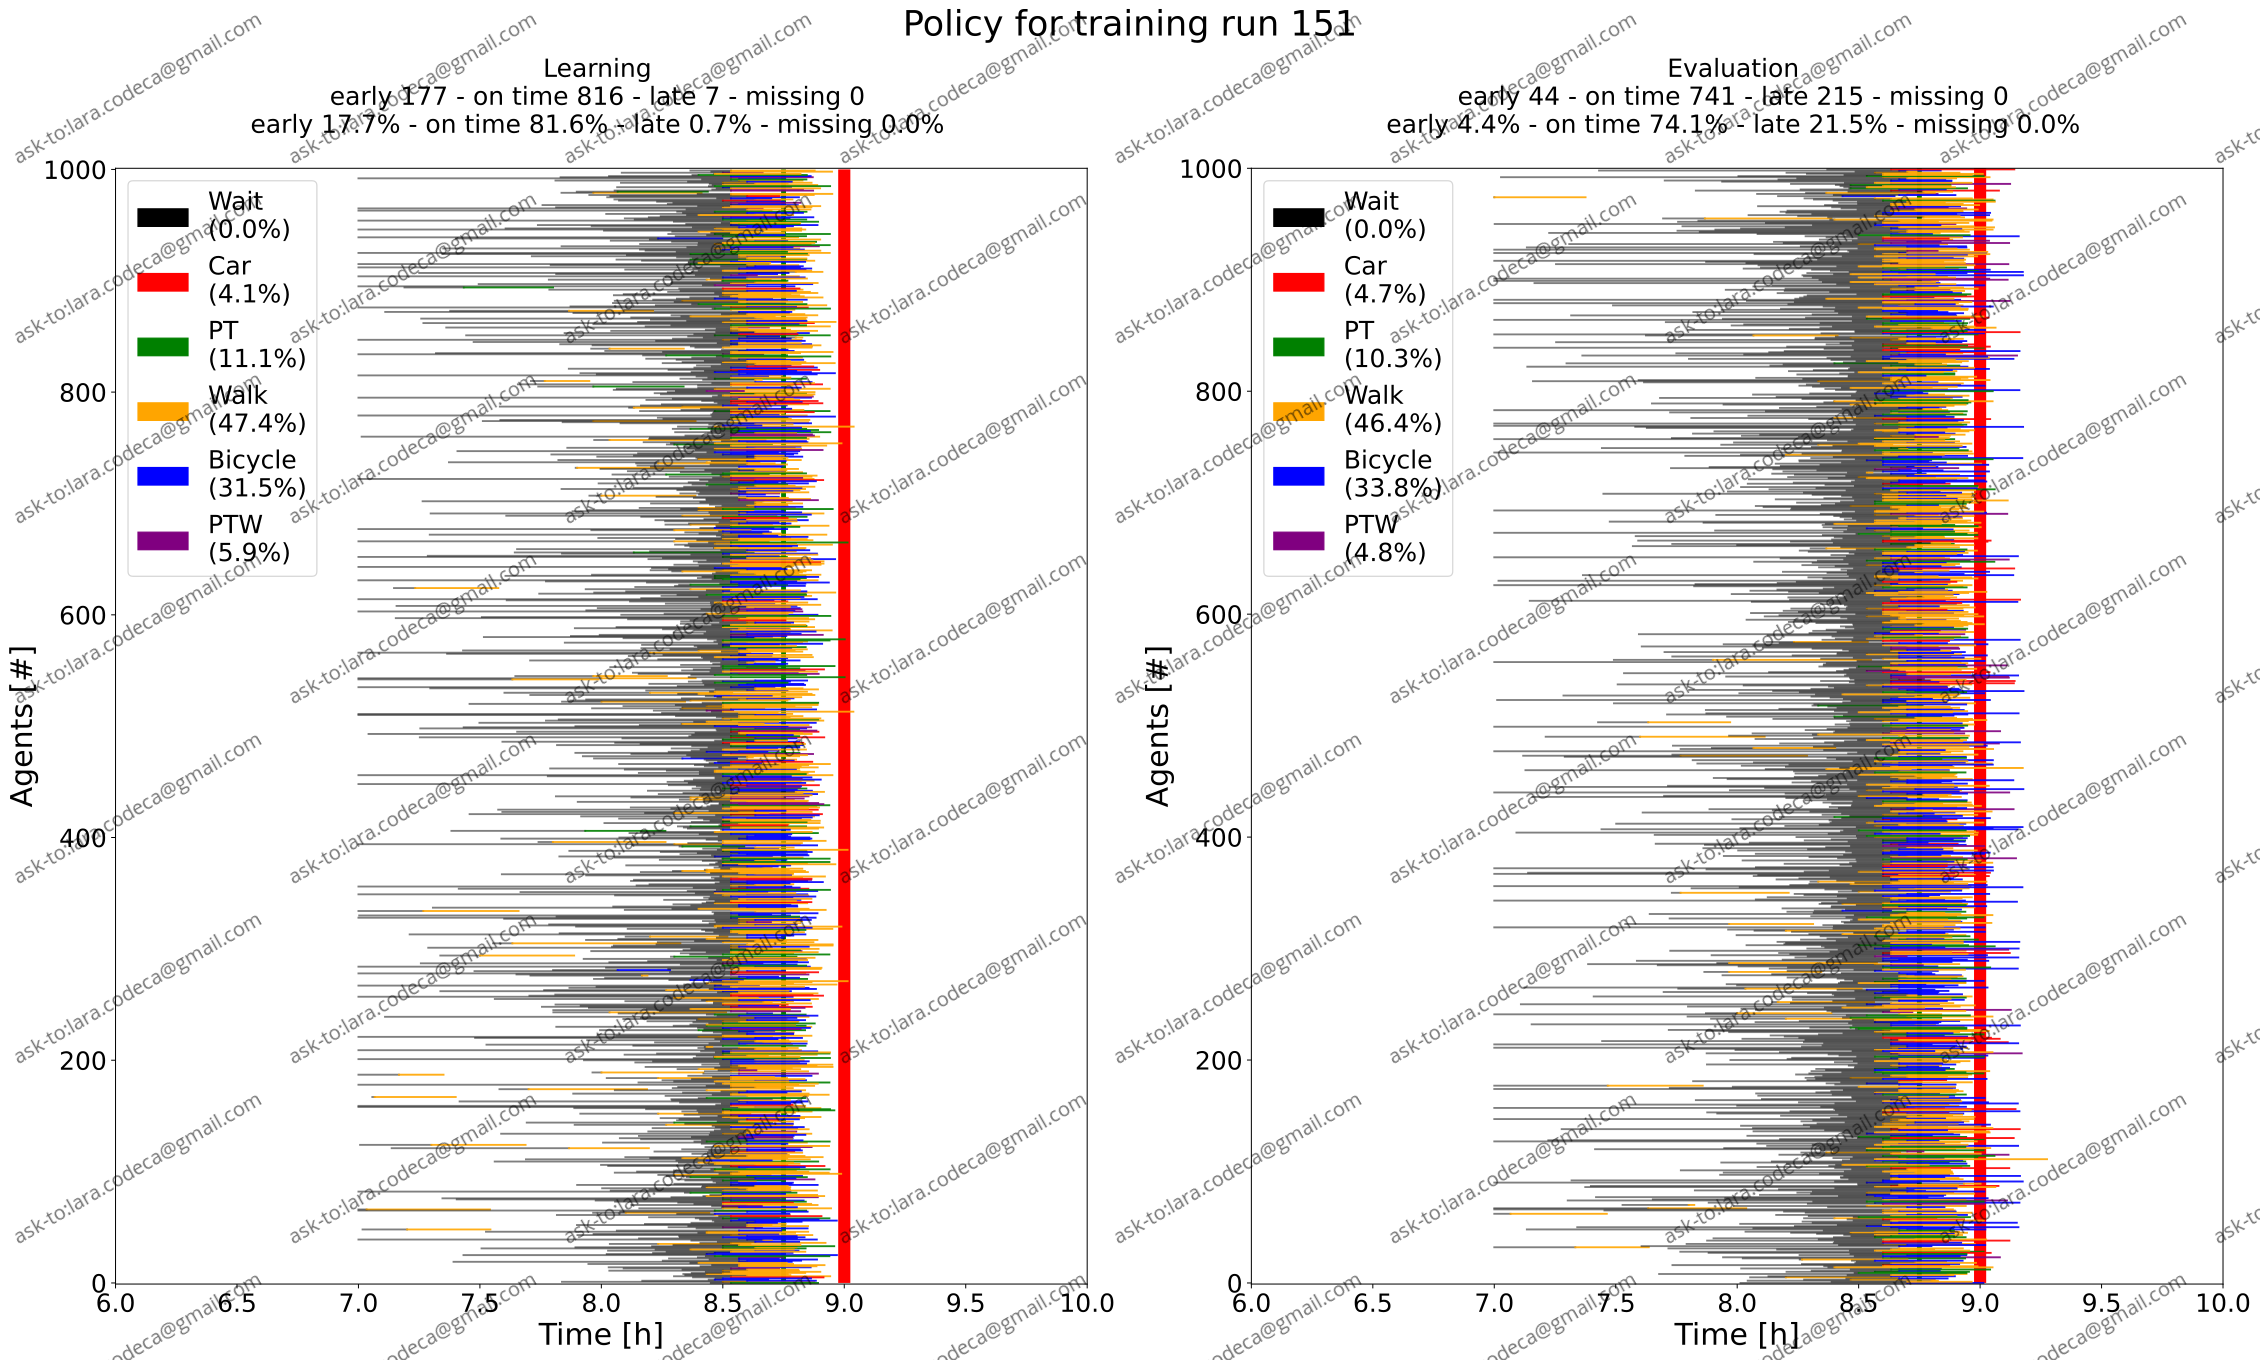 Policy for training run 151
Learning
early 177 - on time 816 - late 7 - missing 0
early 17.7% - on time 81.6% - late 0.7% - missing 0.0%
Agents [#]
1000
800
600
400
200
0
Wait
(0.0%)
Car
(4.1%)
PT
(11.1%)
Walk
(47.4%)
Bicycle
(31.5%)
PTW
(5.9%)
6.0 6.5 7.0 7.5 8.0 8.5 9.0 9.5 10.0
Time [h]
Evaluation
early 44 - on time 741 - late 215 - missing 0
early 4.4% - on time 74.1% - late 21.5% - missing 0.0%
Agents [#]
1000
800
600
400
200
0
Wait
(0.0%)
Car
(4.7%)
PT
(10.3%)
Walk
(46.4%)
Bicycle
(33.8%)
PTW
(4.8%)
6.0 6.5 7.0 7.5 8.0 8.5 9.0 9.5 10.0
Time [h]
ask-to:lara.codeca@gmail.com